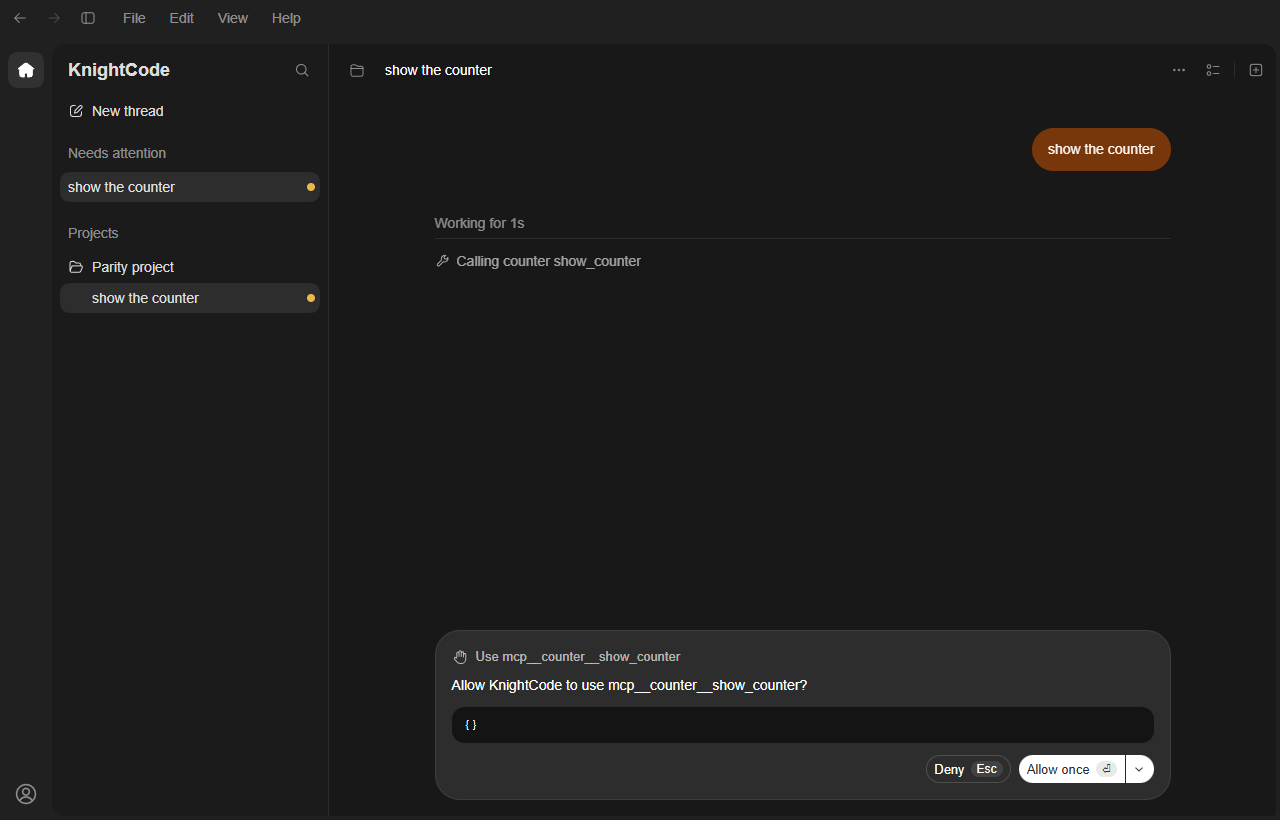 File Edit View Help
KnightCode
New thread
Needs attention
show the counter
Projects
Parity project
show the counter
show the counter
show the counter
Working for 1s
Calling counter show_counter
Use mcp__counter__show_counter
Allow KnightCode to use mcp__counter__show_counter?
{}
Deny Esc Allow once